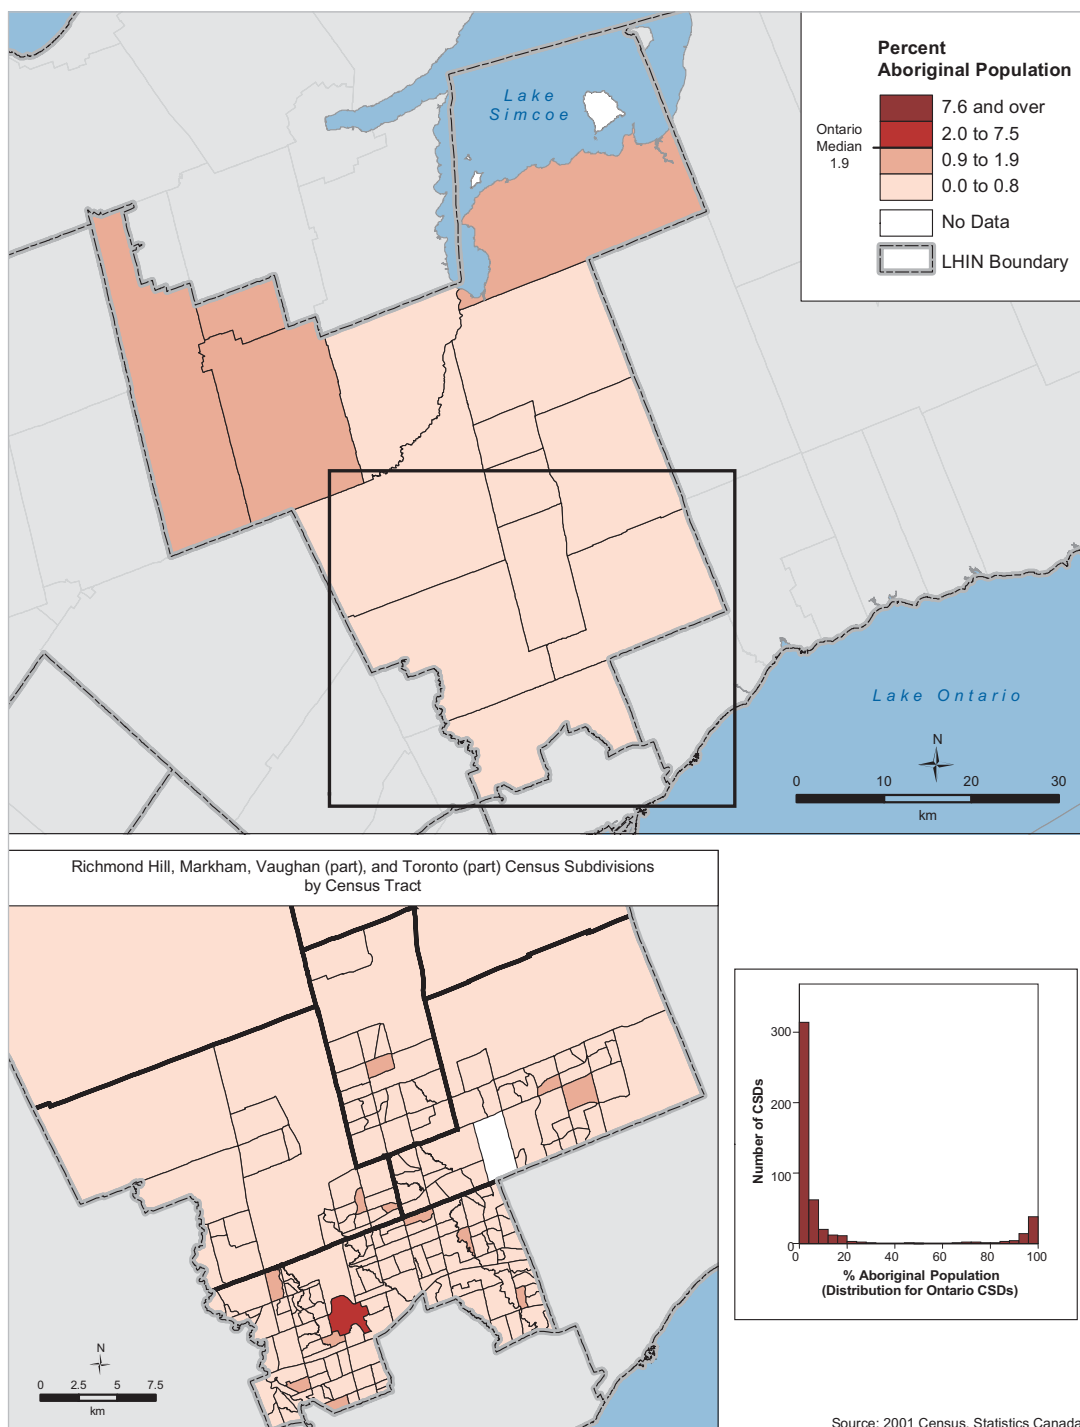 Percent
Aboriginal Population
7.6 and over
2.0 to 7.5
0.9 to 1.9
0.0 to 0.8
No Data
LHIN Boundary
Ontario
Median
1.9
Lake
Simcoe
Lake Ontario
N
0 10 20 30
km
Richmond Hill, Markham, Vaughan (part), and Toronto (part) Census Subdivisions
by Census Tract
N
0 2.5 5 7.5
km
Number of CSDs
300
200
100
0
0 20 40 60 80 100
% Aboriginal Population
(Distribution for Ontario CSDs)
Source: 2001 Census, Statistics Canada